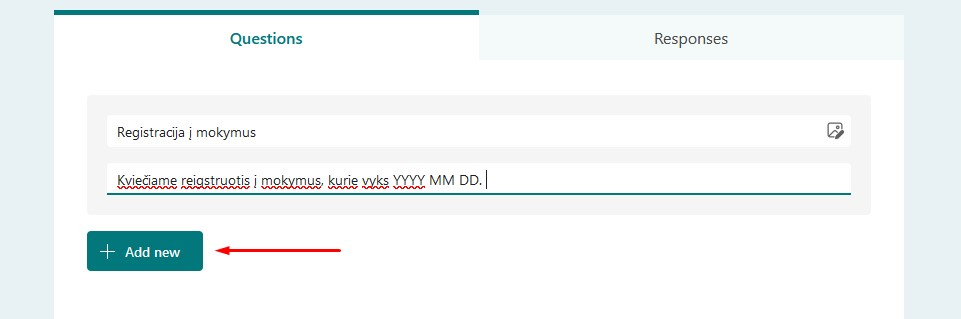 Questions
Responses
Registracija į mokymus
Kviečiame reigstruotis į mokymus, kurie vyks YYYY MM DD.
Add new